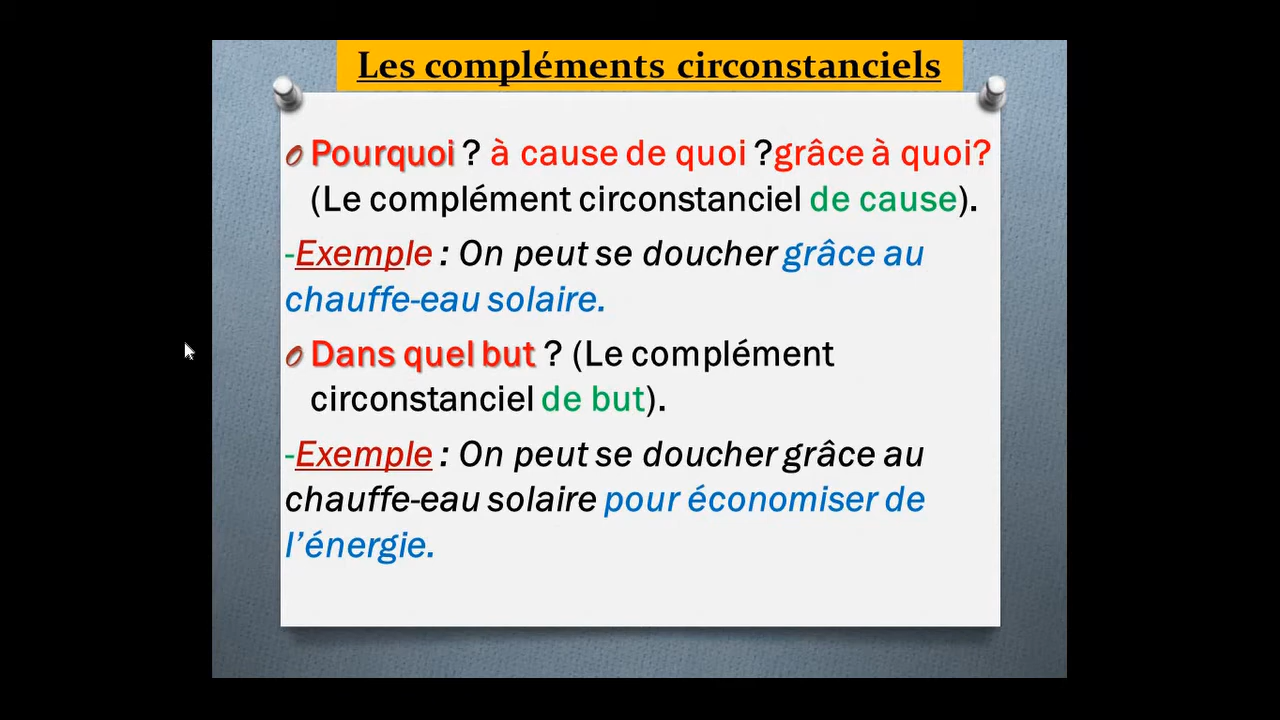 Les compléments circonstanciels
Pourquoi ? à cause de quoi ?grâce à quoi?
(Le complément circonstanciel de cause).
-Exemple : On peut se doucher grâce au
chauffe-eau solaire.
Dans quel but ? (Le complément
circonstanciel de but).
-Exemple : On peut se doucher grâce au
chauffe-eau solaire pour économiser de
l’énergie.